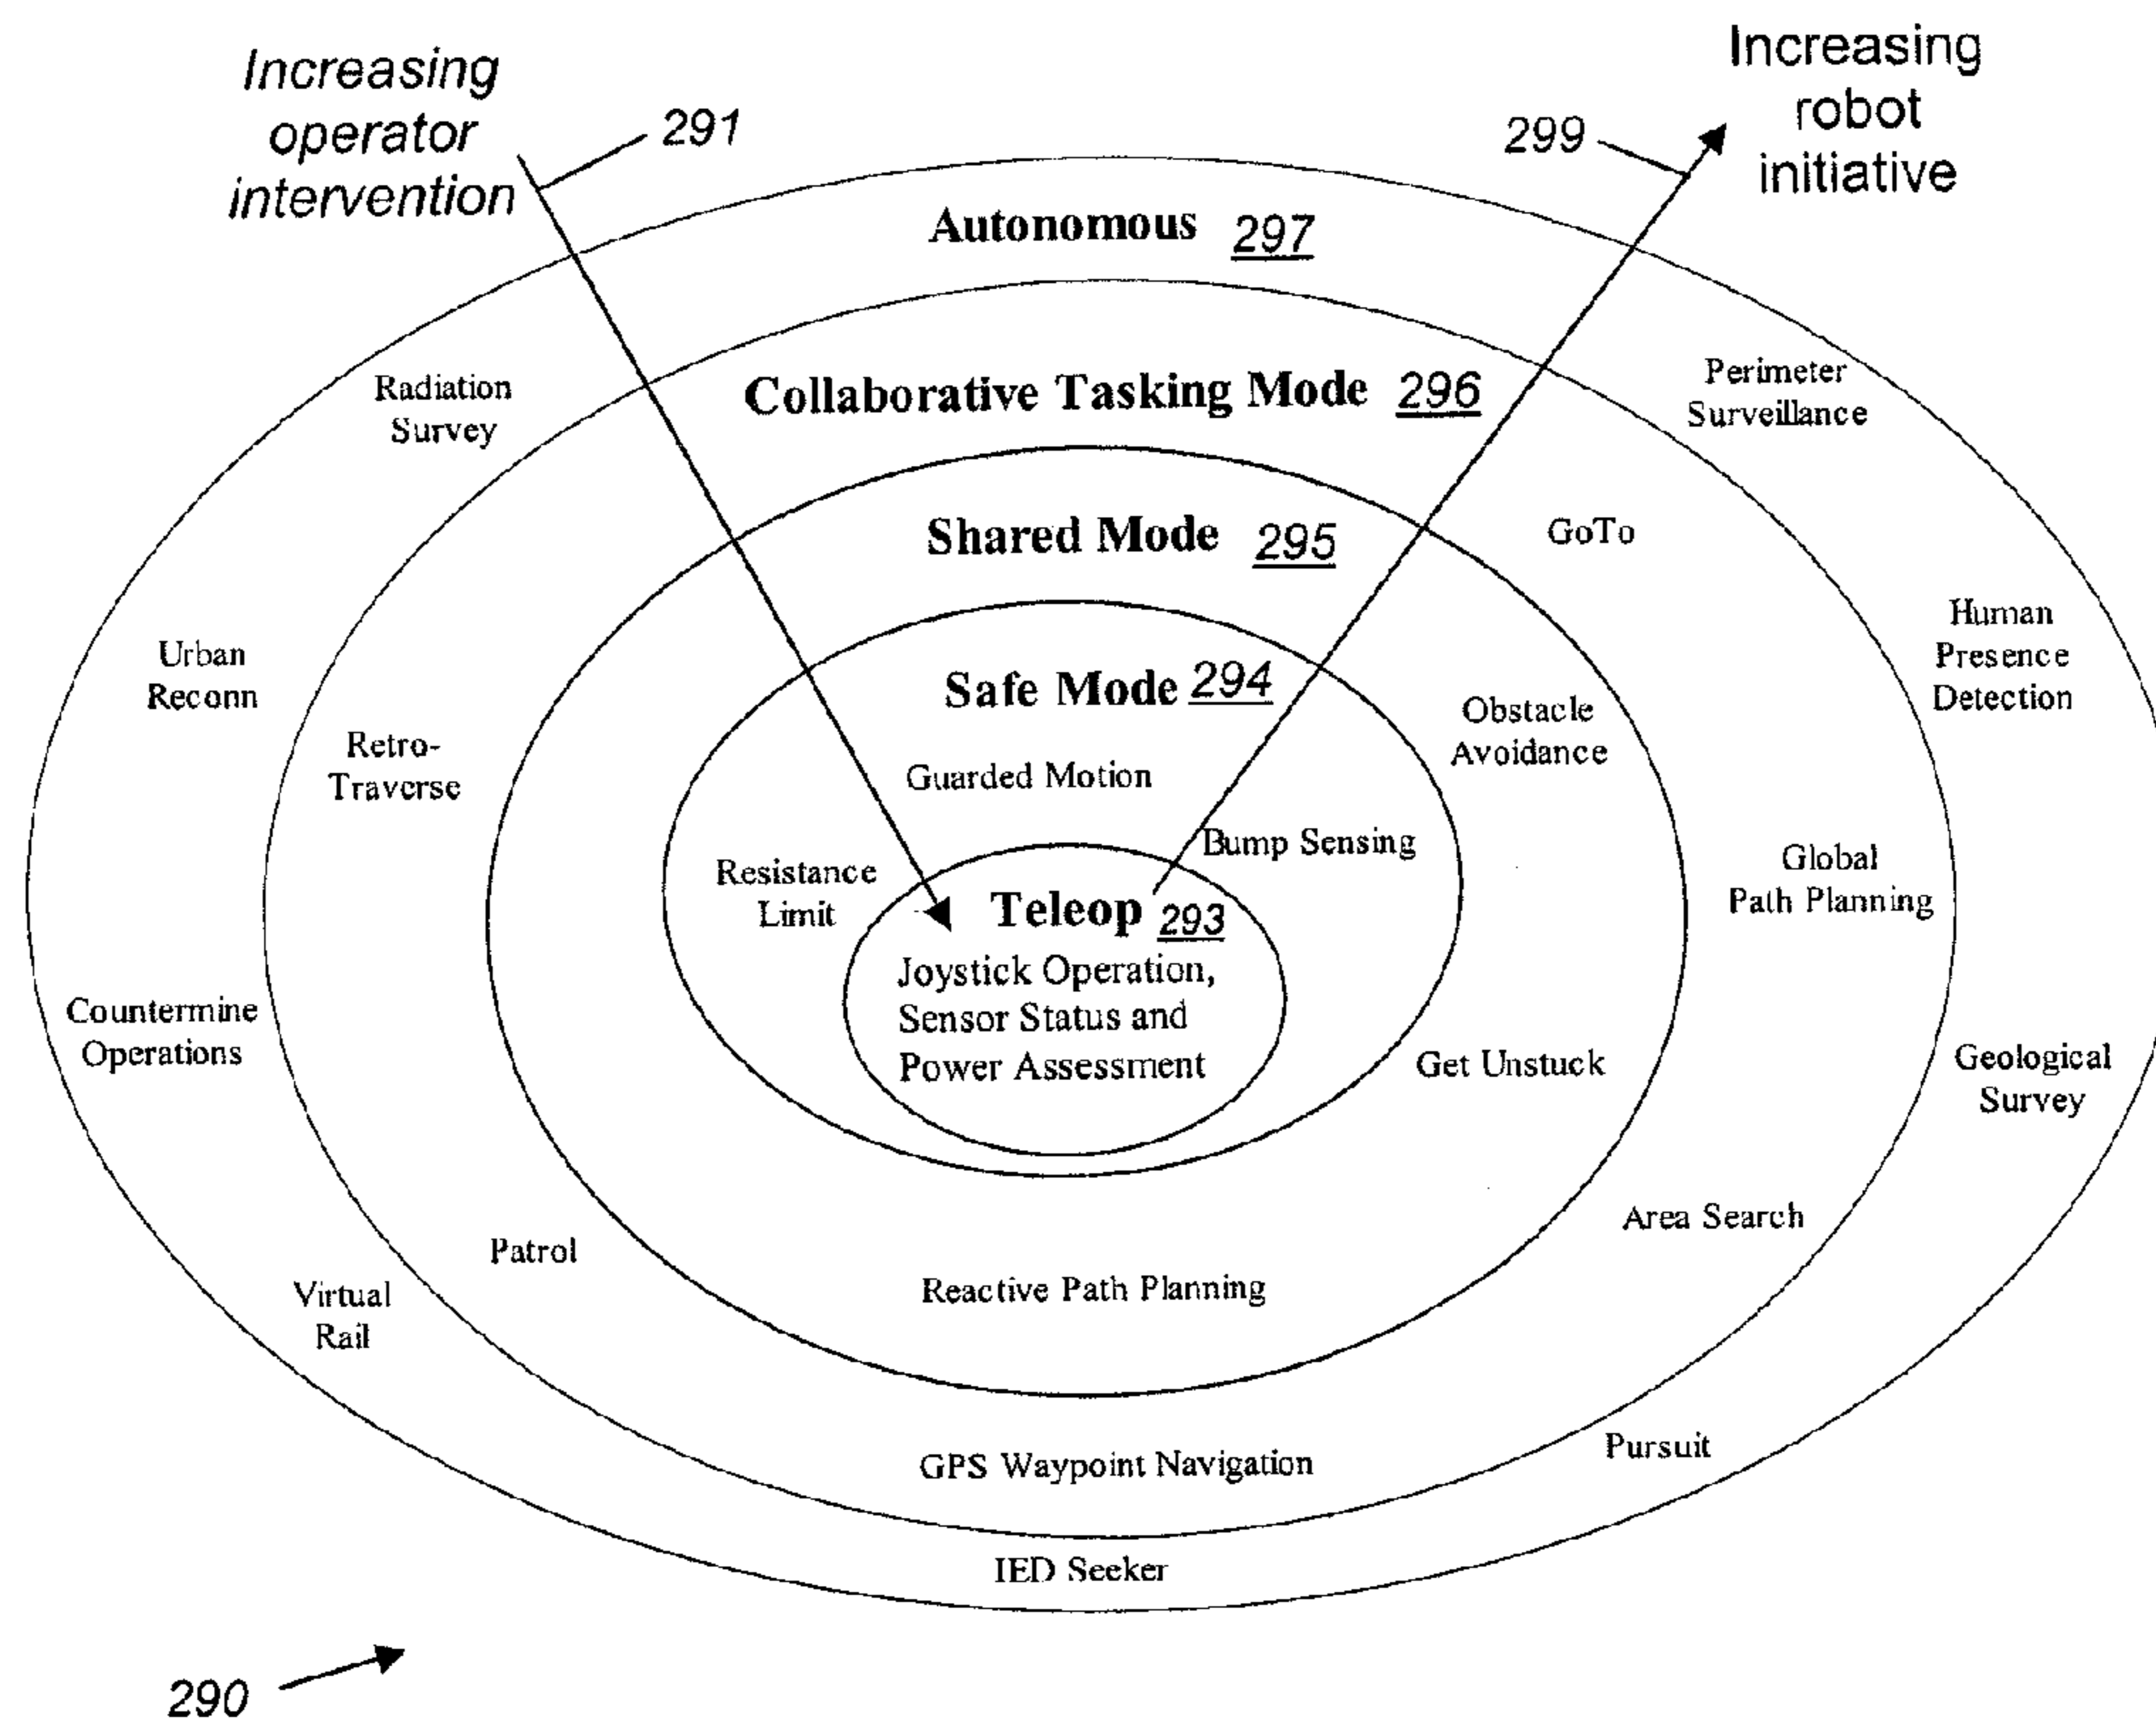 Increasing
operator
intervention
291
299
Increasing
robot
initiative
Autonomous 297
Radiation
Survey
Collaborative Tasking Mode 296
Perimeter
Surveillance
Shared Mode 295
GoTo
Urban
Reconn
Human
Presence
Detection
Safe Mode 294
Retro-
Traverse
Obstacle
Avoidance
Guarded Motion
Bump Sensing
Resistance
Limit
Global
Path Planning
Teleop 293
Joystick Operation,
Sensor Status and
Power Assessment
Countermine
Operations
Get Unstuck
Geological
Survey
Area Search
Patrol
Virtual
Rail
Reactive Path Planning
GPS Waypoint Navigation
Pursuit
IED Seeker
290